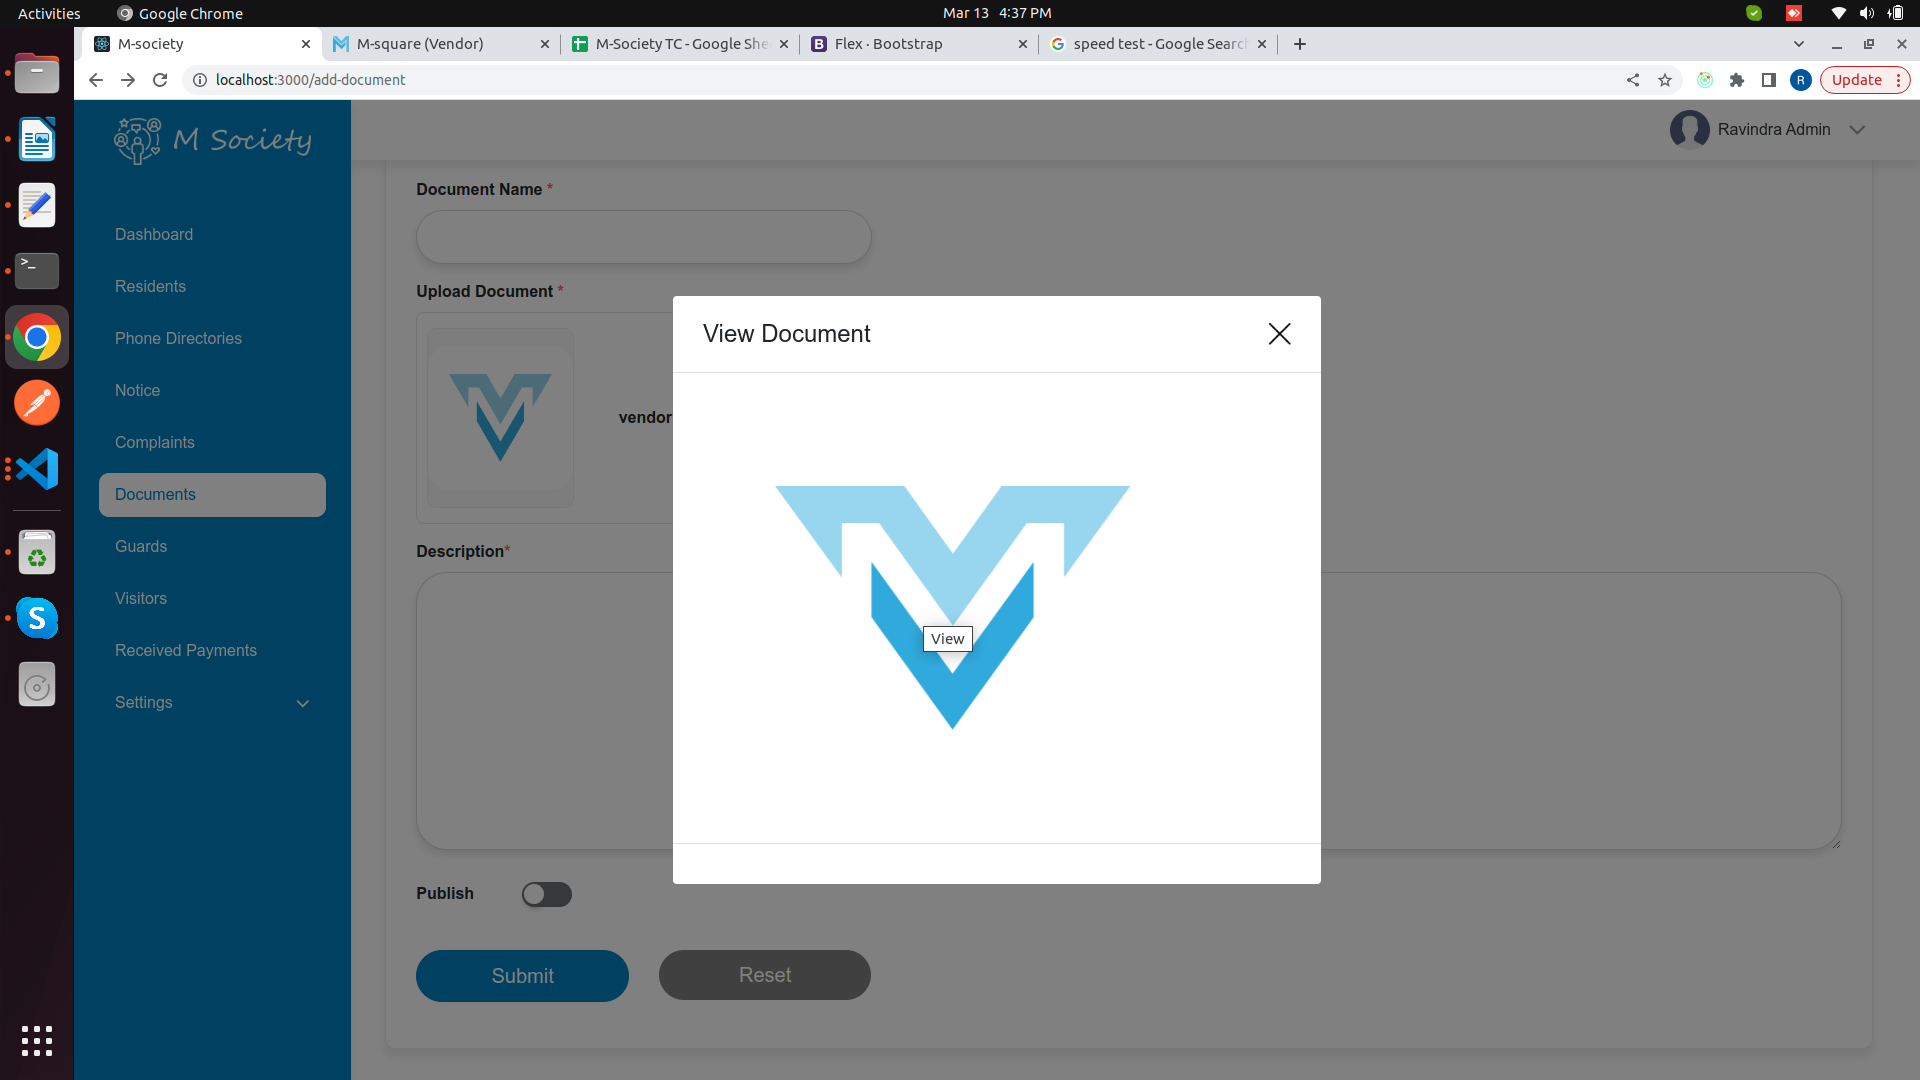 Activities
Google Chrome
Mar 13 4:37 PM
M-society
M-square (Vendor)
M-Society TC - Google She
Flex · Bootstrap
speed test - Google Search
localhost:3000/add-document
R
Update
M Society
Ravindra Admin
Dashboard
Residents
Phone Directories
Notice
Complaints
Documents
Guards
Visitors
Received Payments
Settings
Document Name *
Upload Document *
vendor
Description*
Publish
Submit
Reset
View Document
View